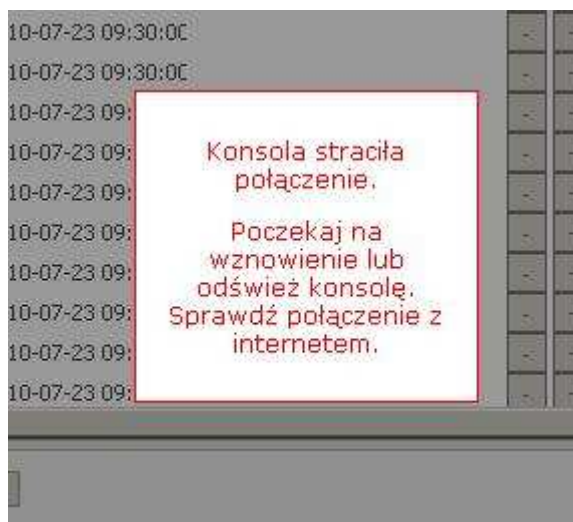 10-07-23 09:30:00
10-07-23 09:30:00
10-07-23 09:
10-07-23 09:
10-07-23 09:
10-07-23 09:
10-07-23 09:
10-07-23 09:
10-07-23 09:
10-07-23 09:
Konsola straciła
połączenie.
Poczekaj na
wznowienie lub
odśwież konsolę.
Sprawdź połączenie z
internetem.